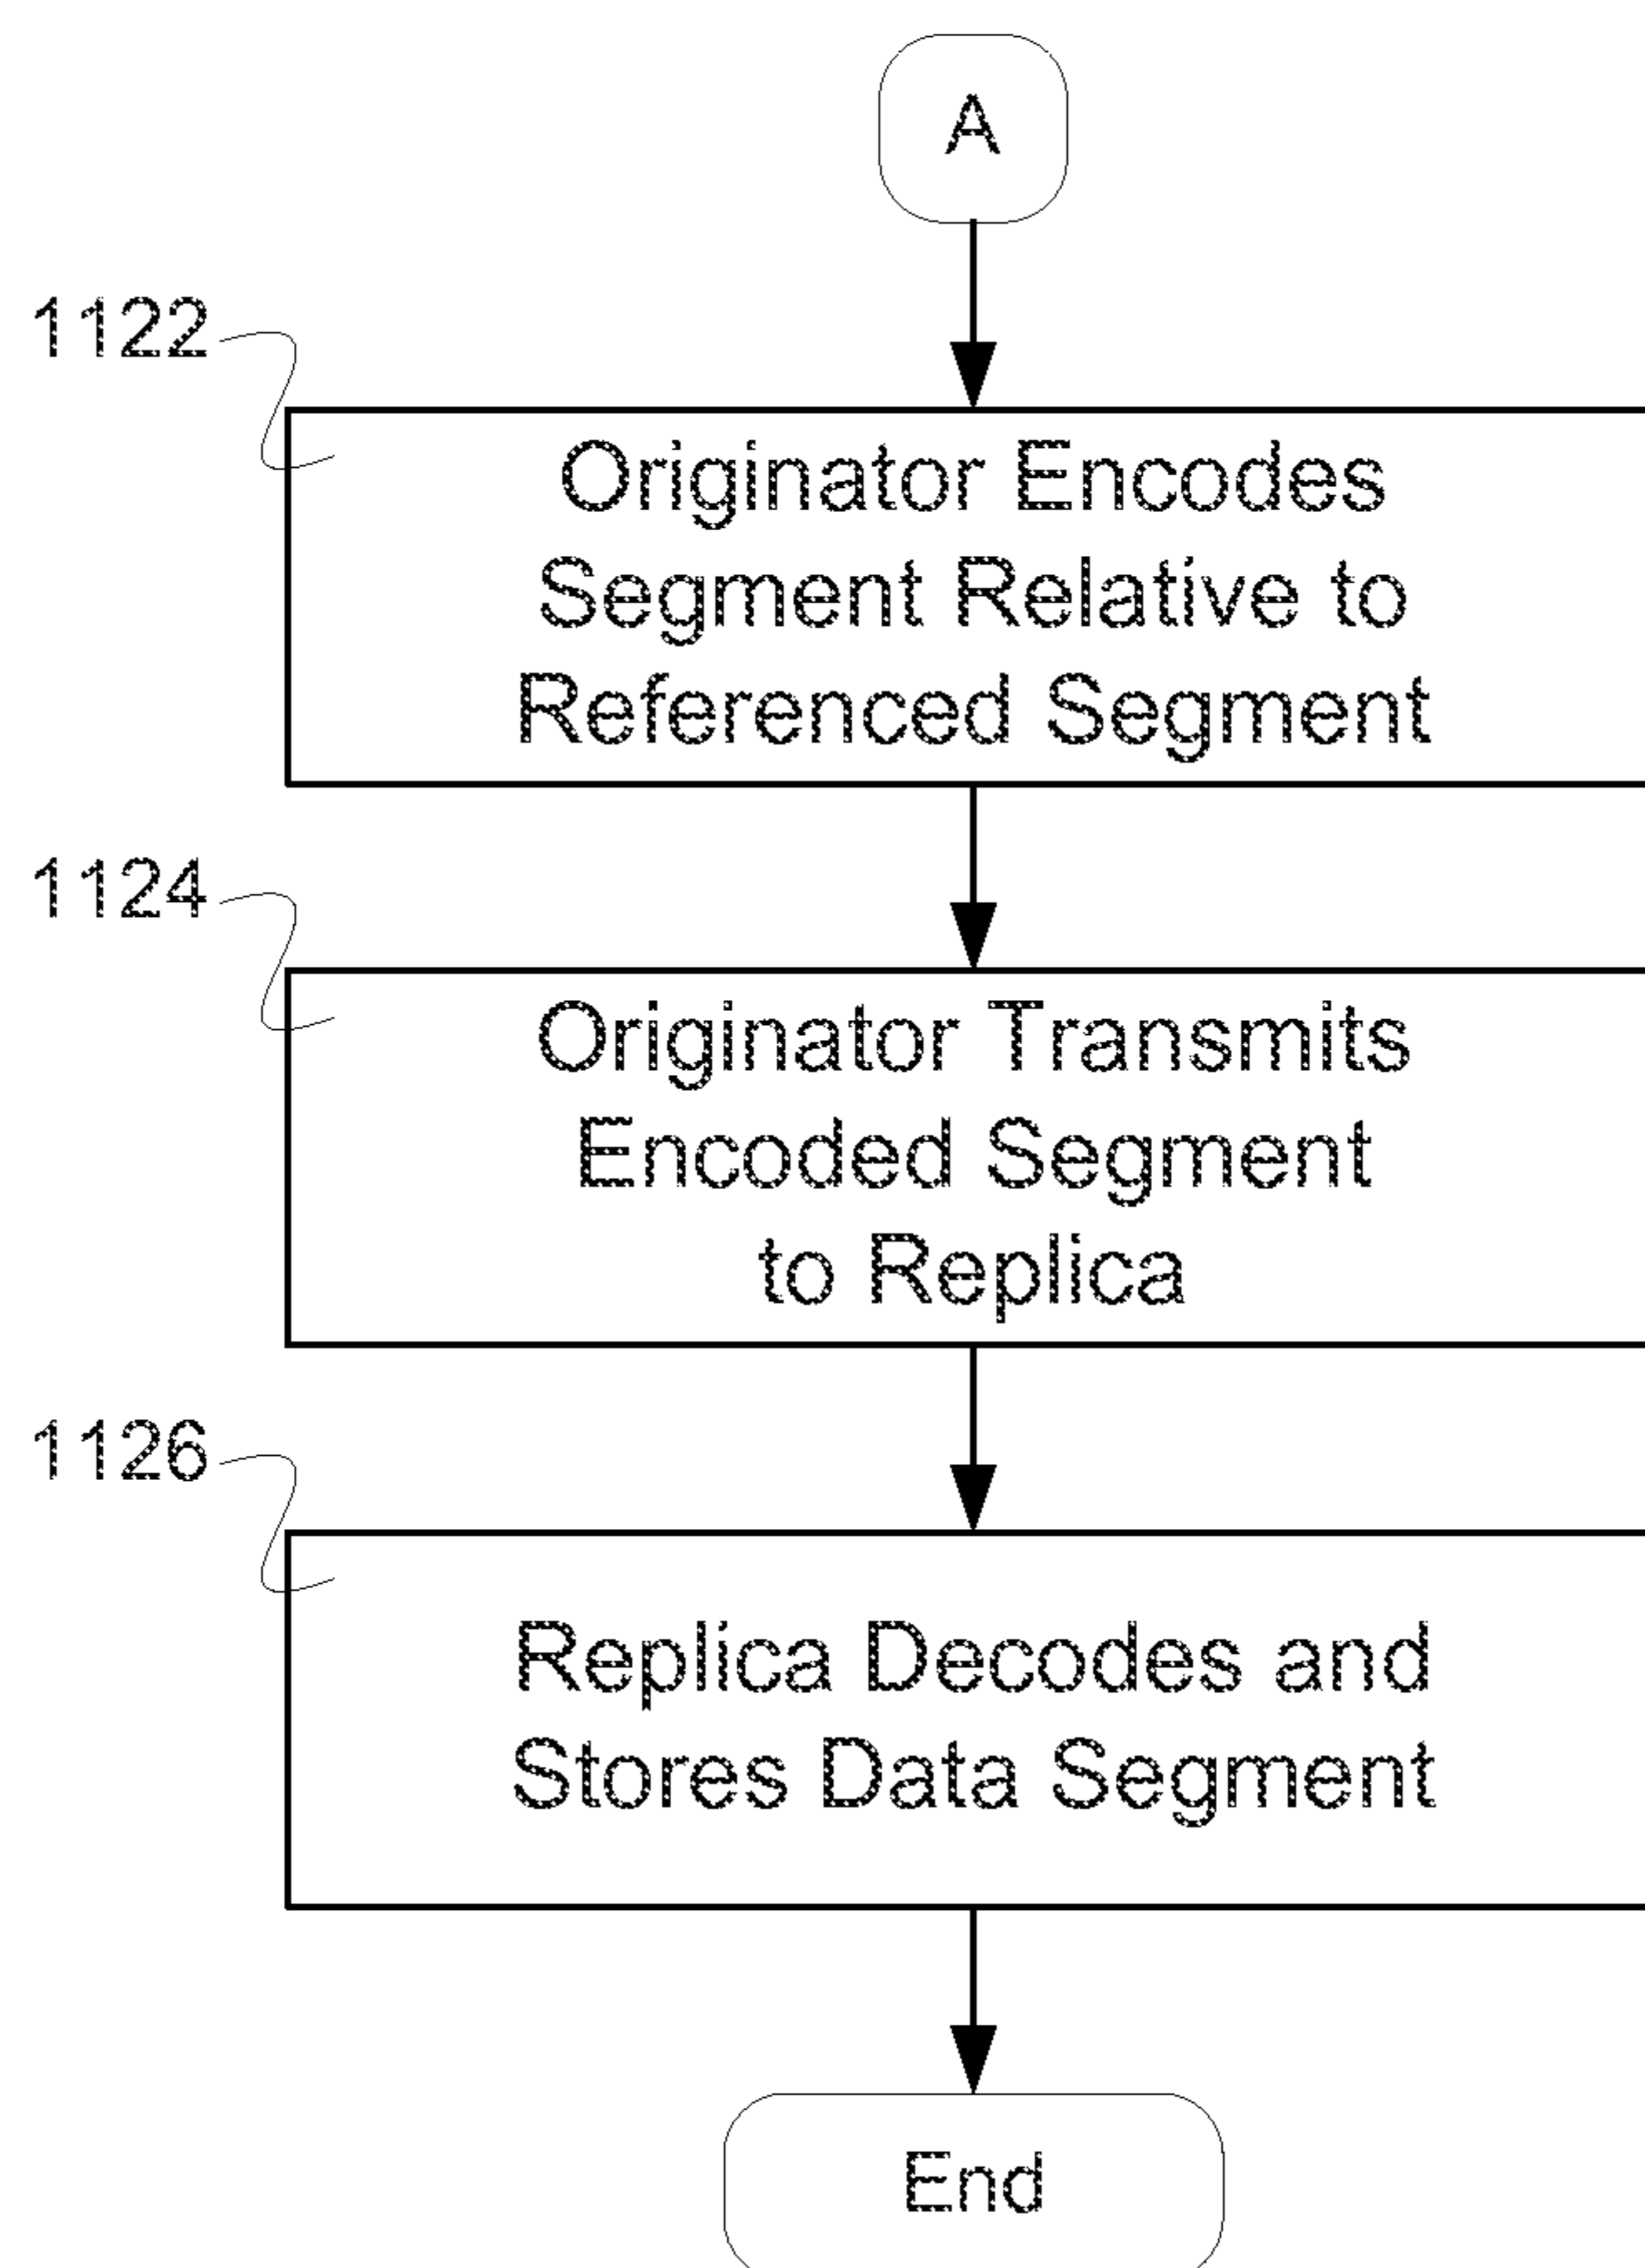 A
1122
Originator Encodes
Segment Relative to
Referenced Segment
1124
Originator Transmits
Encoded Segment
to Replica
1126
Replica Decodes and
Stores Data Segment
End